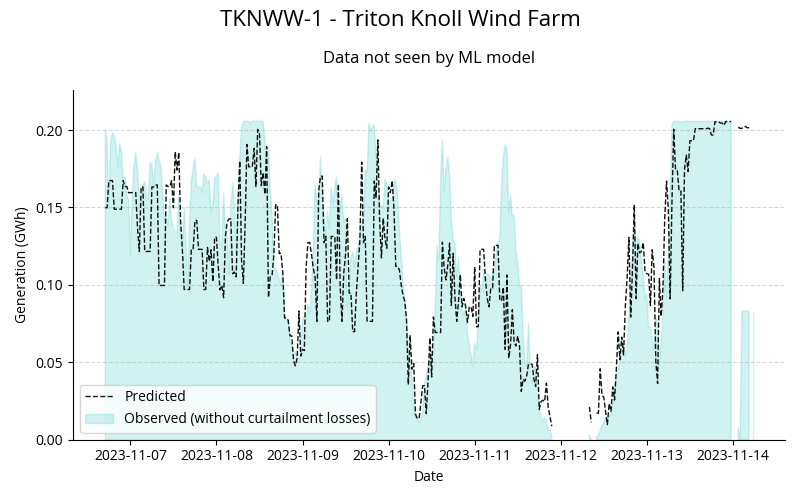 TKNWW-1 - Triton Knoll Wind Farm
Data not seen by ML model
Generation (GWh)
0.20
0.15
0.10
0.05
0.00
Predicted
Observed (without curtailment losses)
2023-11-07 2023-11-08 2023-11-09 2023-11-10 2023-11-11 2023-11-12 2023-11-13 2023-11-14
Date